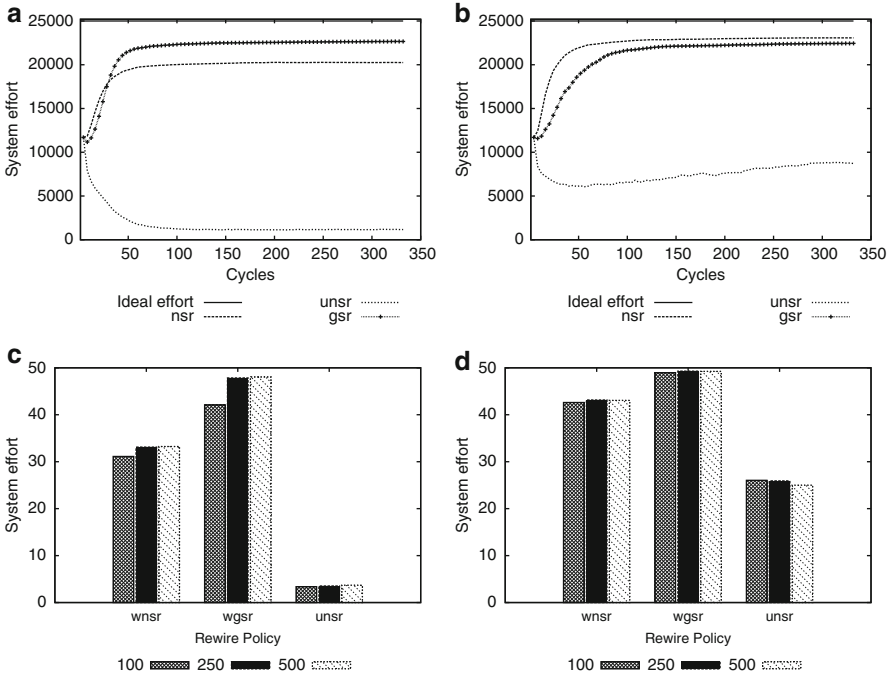 a
25000
20000
15000
10000
5000
0
System effort
50 100 150 200 250 300 350
Cycles
Ideal effort unsr
nsr gsr
b
25000
20000
15000
10000
5000
0
System effort
50 100 150 200 250 300 350
Cycles
Ideal effort unsr
nsr gsr
c
50
40
30
20
10
0
System effort
wnsr wgsr unsr
Rewire Policy
100 250 500
d
50
40
30
20
10
0
System effort
wnsr wgsr unsr
Rewire Policy
100 250 500